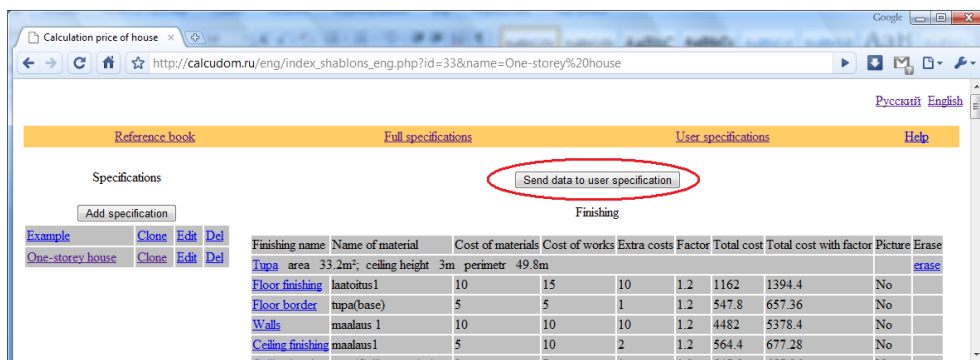 Google
Calculation price of house
http://calcudom.ru/eng/index_shablons_eng.php?id=33&name=One-storey%20house
Русский English
Reference book Full specifications User specifications Help
Specifications
Send data to user specification
Add specification
Finishing
Example Clone Edit Del
One-storey house Clone Edit Del
Finishing name Name of material Cost of materials Cost of works Extra costs Factor Total cost Total cost with factor Picture Erase
Tupa area 33.2m²; ceiling height 3m perimetr 49.8m erase
Floor finishing laatoitus1 10 15 10 1.2 1162 1394.4 No
Floor border tupa(base) 5 5 1 1.2 547.8 657.36 No
Walls maalaus 1 10 10 10 1.2 4482 5378.4 No
Ceiling finishing maalaus1 5 10 2 1.2 564.4 677.28 No